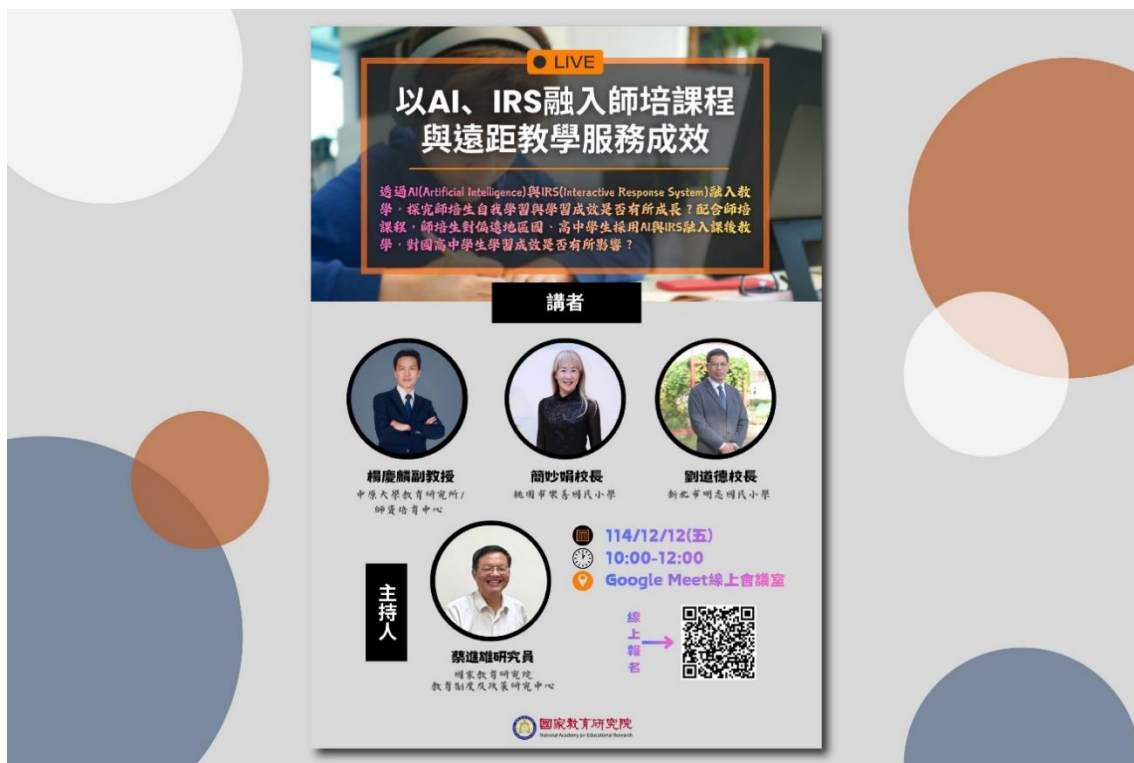 LIVE
以AI、IRS融入師培課程
與遠距教學服務成效
透過AI(Artificial Intelligence)與IRS(Interactive Response System)融入教
學，探究師培生自我學習與學習成效是否有所成長？配合師培
課程，師培生對偏遠地區國、高中學生採用AI與IRS融入課後教
學，對國高中學生學習成效是否有所影響？
講者
楊慶麟副教授
中原大學教育研究所/
師資培育中心
簡妙娟校長
桃園市樂善國民小學
劉道德校長
新北市明志國民小學
主持人
蔡進雄研究員
國家教育研究院
教育制度及政策研究中心
114/12/12(五)
10:00-12:00
Google Meet線上會議室
線上報名
國家教育研究院
National Academy for Educational Research